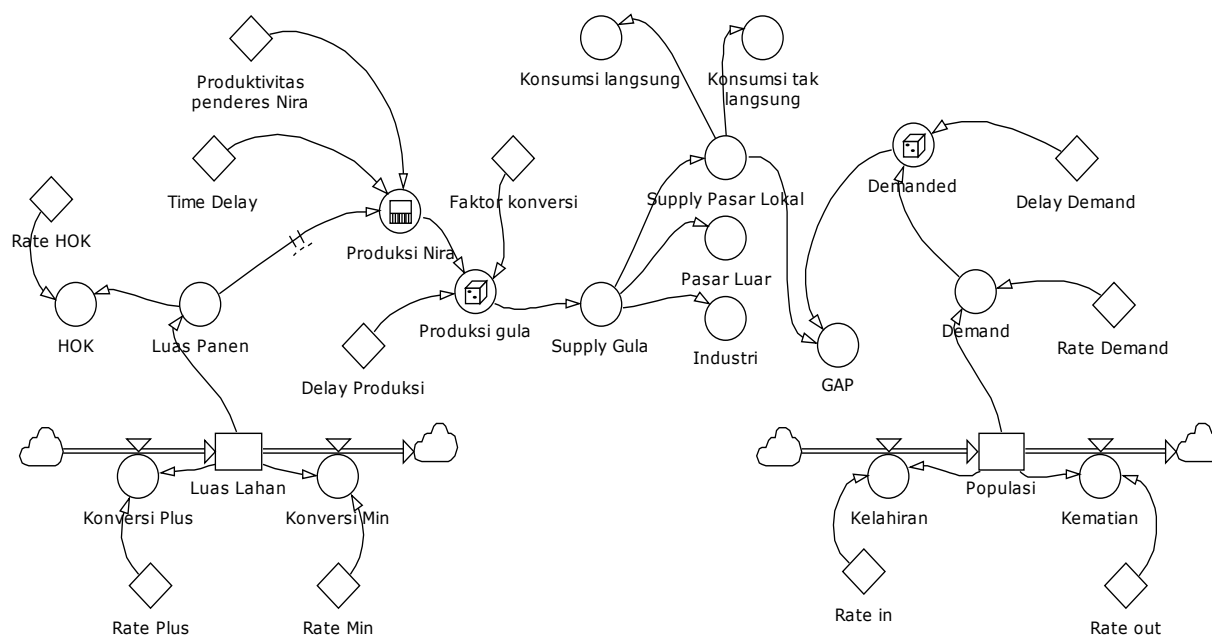 Konsumsi langsung
Konsumsi tak
langsung
Produktivitas
penderes Nira
Time Delay
Faktor konversi
Supply Pasar Lokal
Demanded
Delay Demand
Rate HOK
Produksi Nira
Pasar Luar
HOK
Luas Panen
Produksi gula
Supply Gula
Industri
Demand
Rate Demand
Delay Produksi
GAP
Luas Lahan
Populasi
Konversi Plus
Konversi Min
Kelahiran
Kematian
Rate Plus
Rate Min
Rate in
Rate out